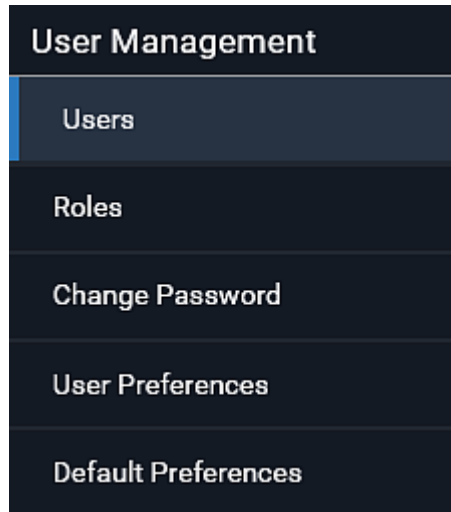 User Management
Users
Roles
Change Password
User Preferences
Default Preferences